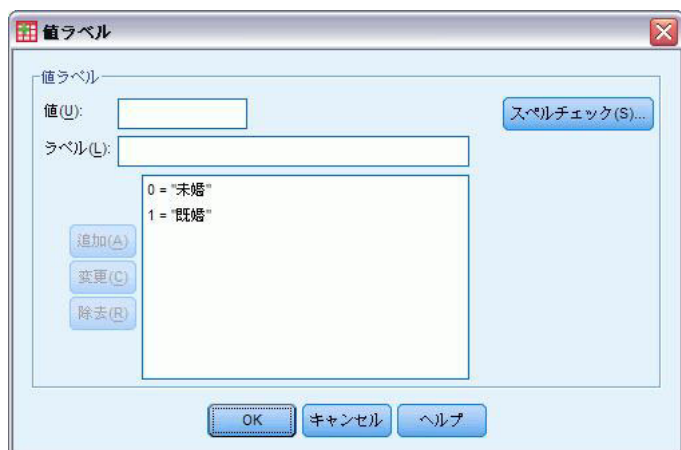 値ラベル
値ラベル
値(U):
スペルチェック(S)...
ラベル(L):
0 = "未婚"
1 = "既婚"
追加(A)
変更(C)
除去(R)
OK
キャンセル
ヘルプ